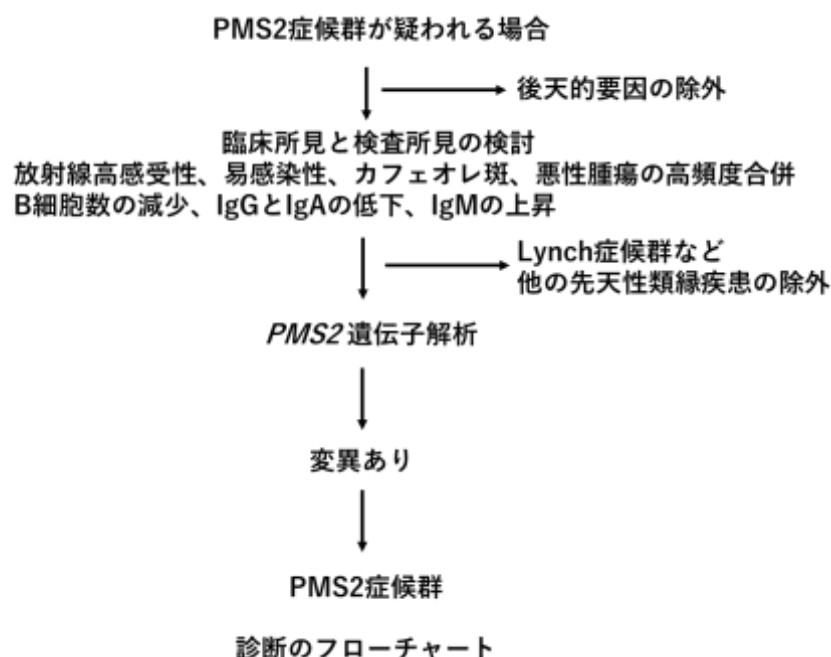 PMS2症候群が疑われる場合
後天的要因の除外
臨床所見と検査所見の検討
放射線高感受性、易感染性、カフェオレ斑、悪性腫瘍の高頻度合併
B細胞数の減少、IgGとIgAの低下、IgMの上昇
Lynch症候群など
他の先天性類縁疾患の除外
PMS2遺伝子解析
変異あり
PMS2症候群
診断のフローチャート